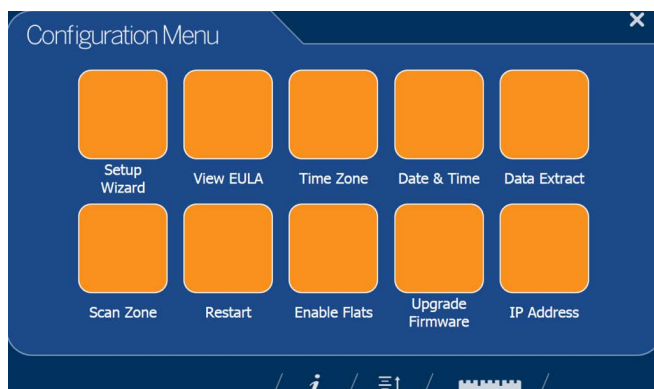 Configuration Menu
Setup
Wizard
View EULA
Time Zone
Date & Time
Data Extract
Scan Zone
Restart
Enable Flats
Upgrade
Firmware
IP Address